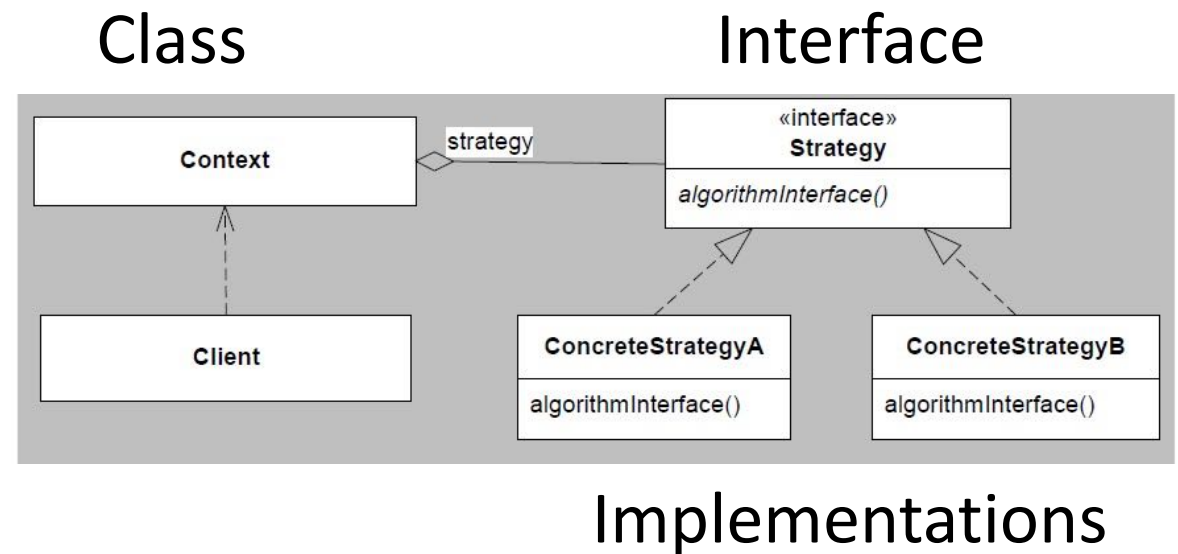 Class
Interface
Context
strategy
«interface»
Strategy
algorithmInterface()
Client
ConcreteStrategyA
algorithmInterface()
ConcreteStrategyB
algorithmInterface()
Implementations